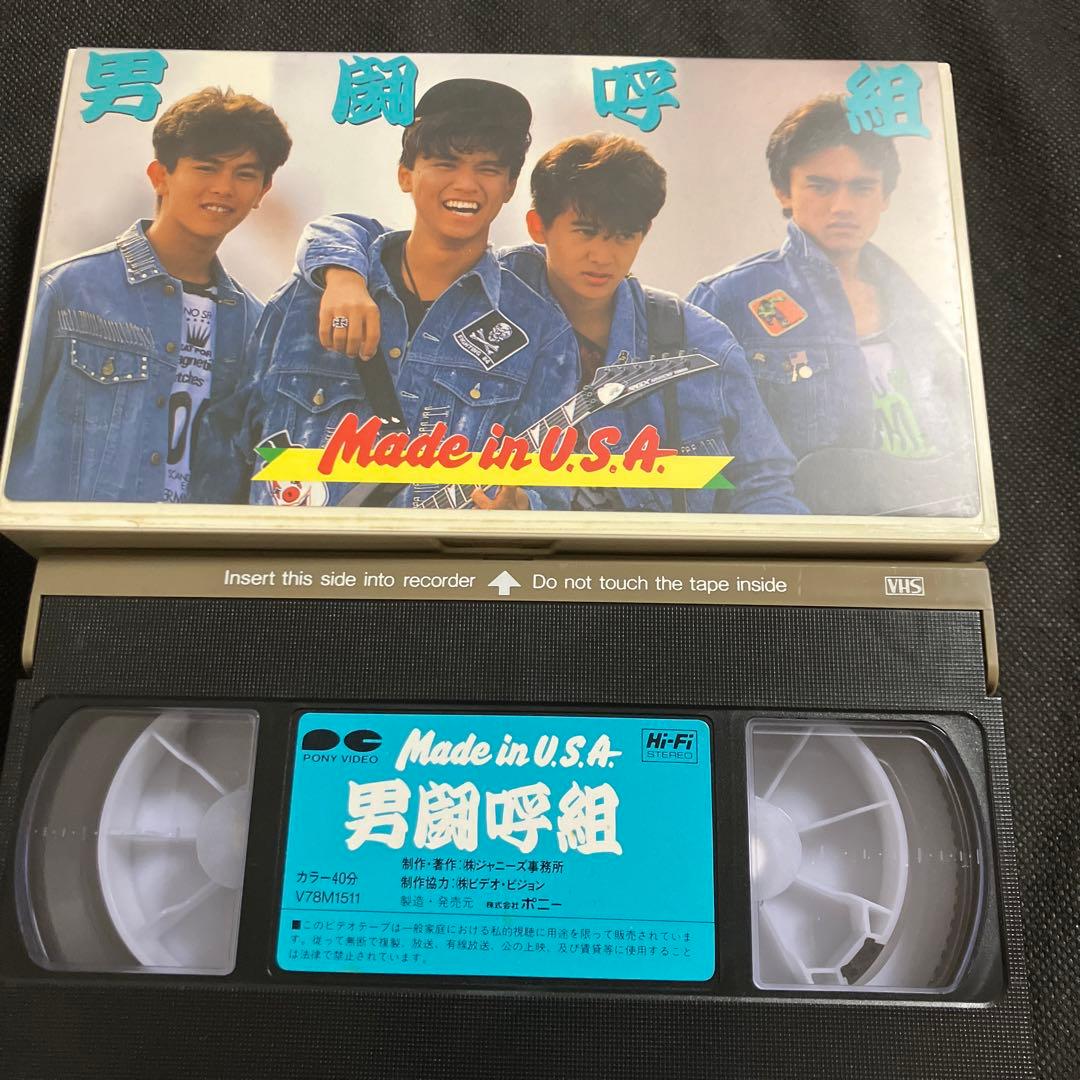 男闘呼組
NO SP
FIGHTING 84
Made in U.S.A.
Insert this side into recorder
Do not touch the tape inside
VHS
PONY VIDEO
Made in U.S.A.
Hi-Fi
STEREO
男闘呼組
制作・著作：㈱ジャニーズ事務所
カラー40分
制作協力：㈱ビデオ・ビジョン
V78M1511
製造・発売元 株式会社 ポニー
■このビデオテープは一般家庭における私的視聴に用途を限って販売されていま
す。従って無断で複製、放送、有線放送、公の上映、及び賃貸等に使用すること
は法律で禁止されています。